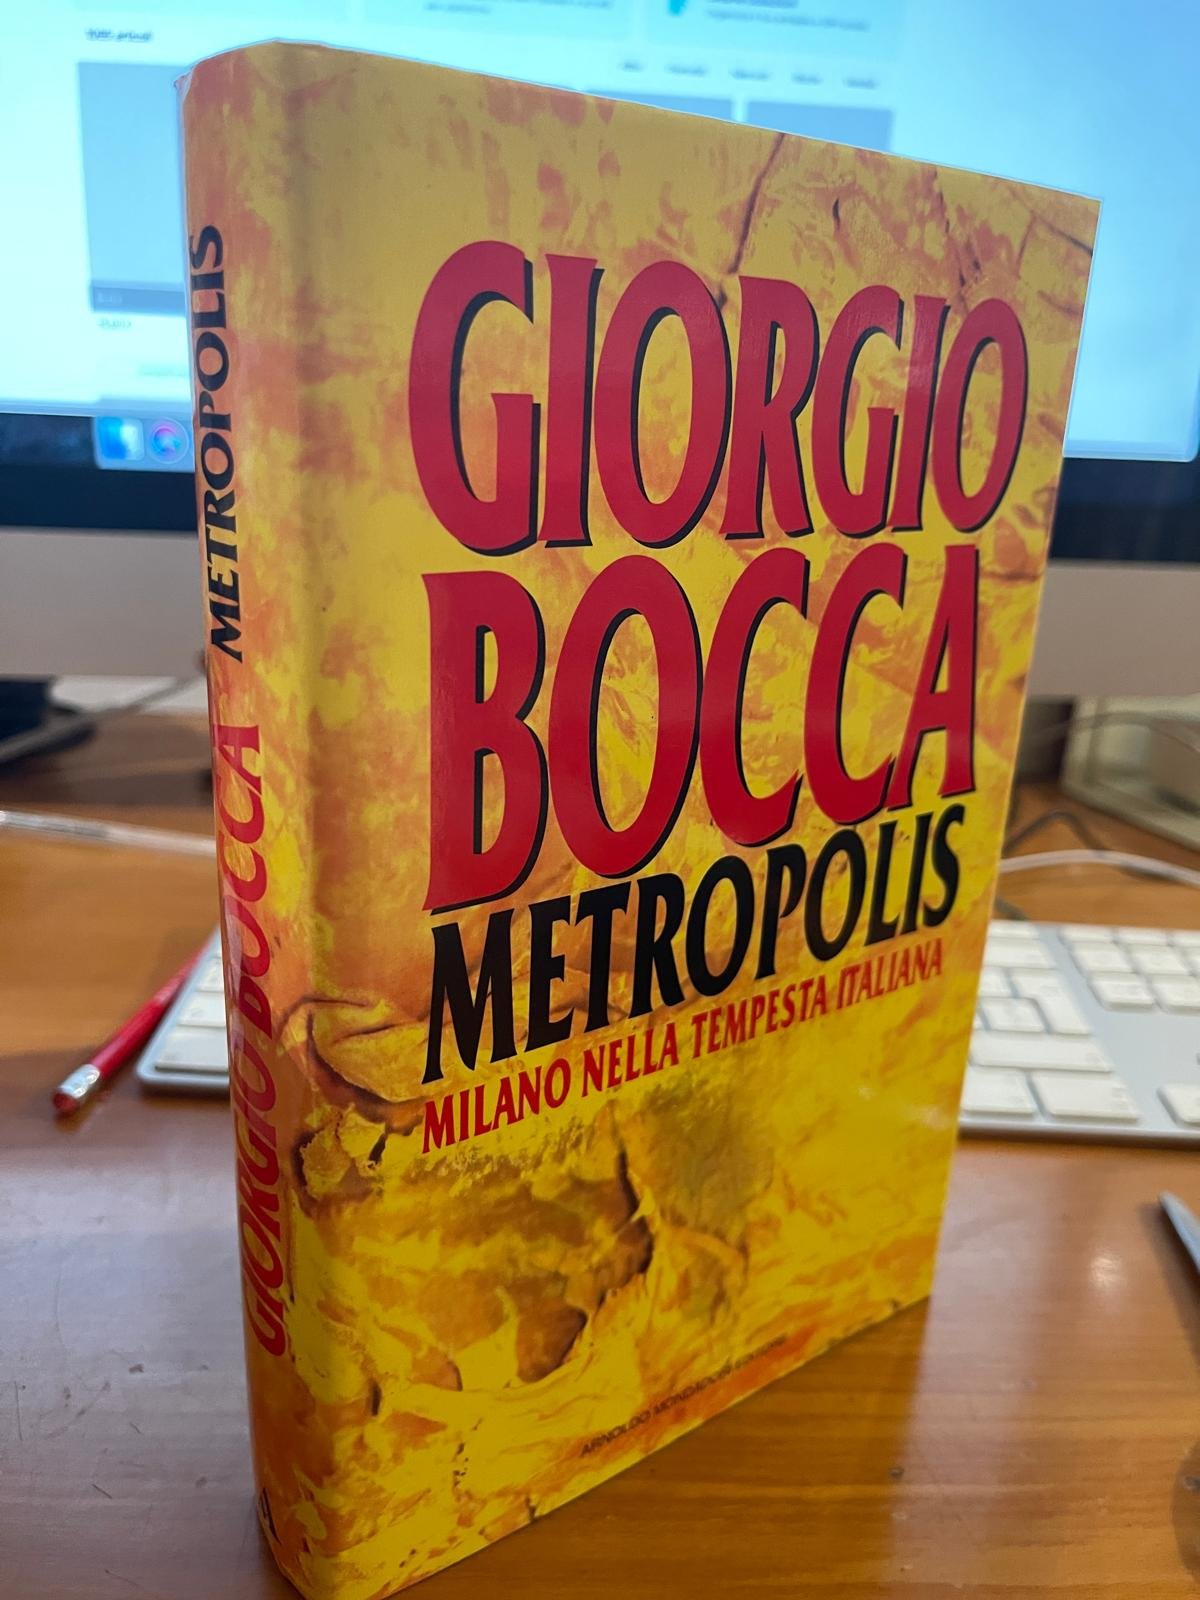 GIORGIO
BOCCA
METROPOLIS
MILANO NELLA TEMPESTA ITALIANA
ARNOLDO MONDADORI EDITORE
GIORGIO BOCCA METROPOLIS